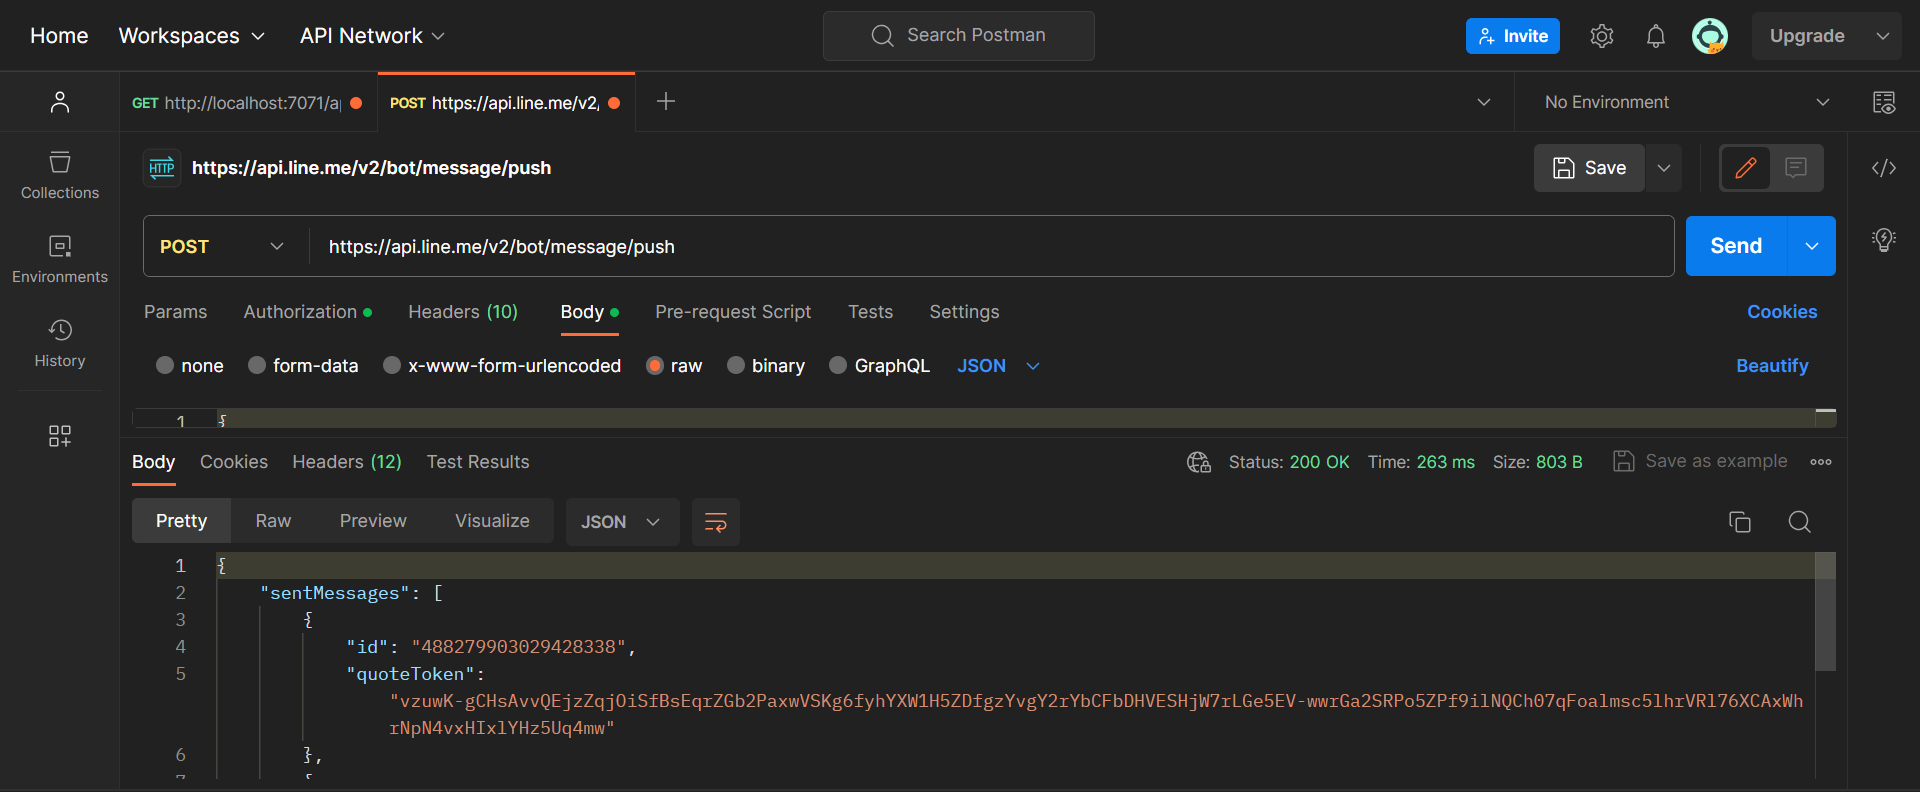 Home Workspaces API Network Search Postman Invite Upgrade
GET http://localhost:7071/a POST https://api.line.me/v2/ No Environment
HTTP https://api.line.me/v2/bot/message/push Save
Collections
POST https://api.line.me/v2/bot/message/push Send
Environments
Params Authorization Headers (10) Body Pre-request Script Tests Settings Cookies
History
none form-data x-www-form-urlencoded raw binary GraphQL JSON Beautify
1 {
Body Cookies Headers (12) Test Results Status: 200 OK Time: 263 ms Size: 803 B Save as example
Pretty Raw Preview Visualize JSON
1 {
2 "sentMessages": [
3 {
4 "id": "488279903029428338",
5 "quoteToken":
"vzuwK-gCHsAvvQEjzZqjOiSfBsEqrZGb2PaxwVSKg6fyhYXW1H5ZDfgzYvgY2rYbCFbDHVESHjW7rLGe5EV-wwrGa2SRPo5ZPf9ilNQCh07qFoalmsc5lhrVRl76XCAxWh
rNpN4vxHIxlYHz5Uq4mw"
6 },
7 {